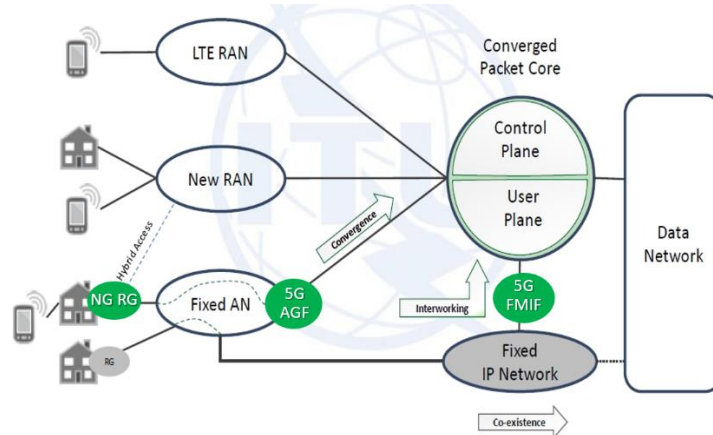 LTE RAN
Converged
Packet Core
Control
Plane
New RAN
User
Plane
Data
Network
Hybrid Access
Convergence
NG RG
Fixed AN
5G
AGF
Interworking
5G
FMIF
RG
Fixed
IP Network
Co-existence
ITU